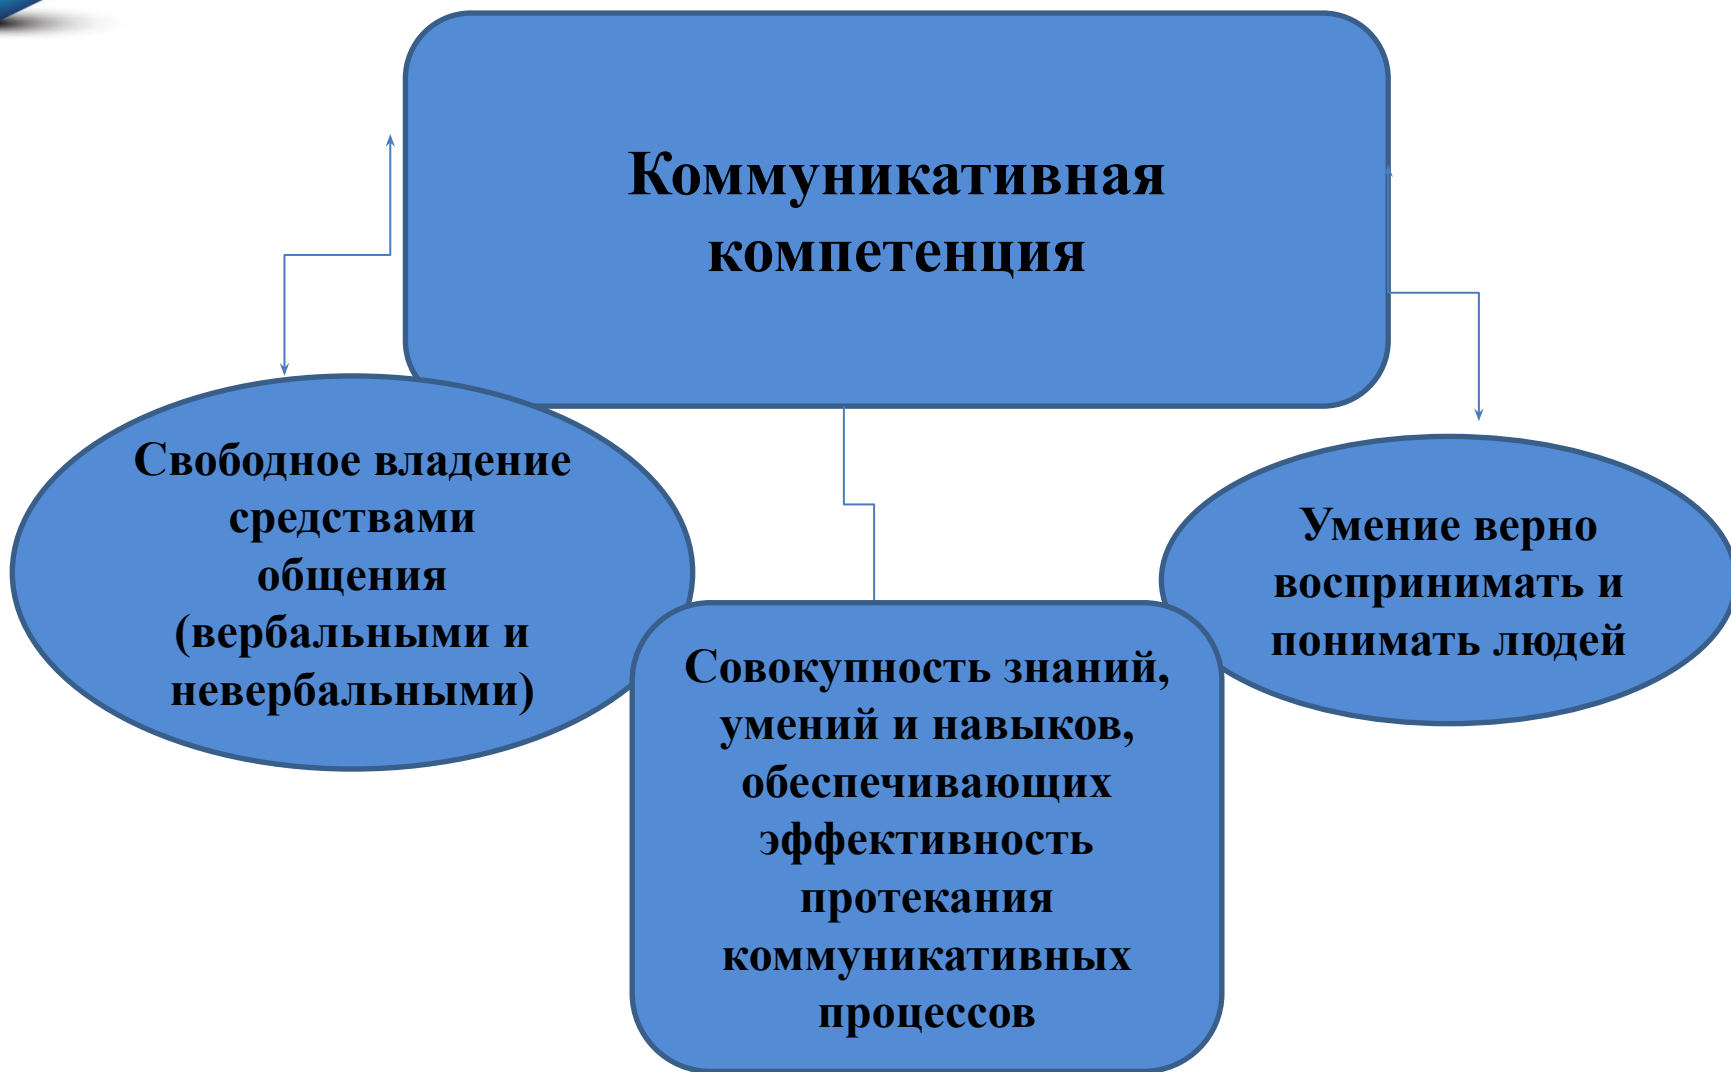 Коммуникативная
компетенция
Свободное владение
средствами
общения
(вербальными и
невербальными)
Совокупность знаний,
умений и навыков,
обеспечивающих
эффективность
протекания
коммуникативных
процессов
Умение верно
воспринимать и
понимать людей